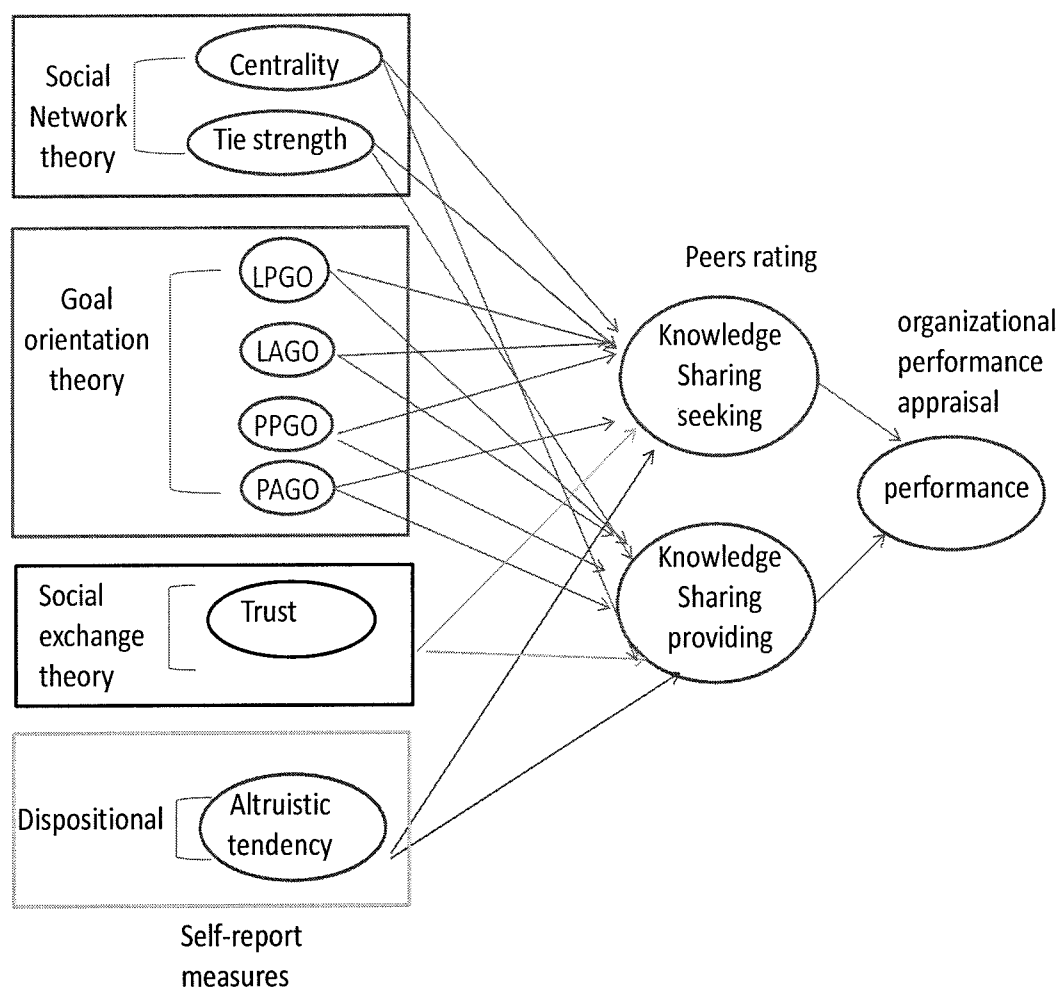 Social
Network
theory
Centrality
Tie strength
Goal
orientation
theory
LPGO
LAGO
PPGO
PAGO
Social
exchange
theory
Trust
Dispositional
Altruistic
tendency
Self-report
measures
Peers rating
Knowledge
Sharing
seeking
Knowledge
Sharing
providing
organizational
performance
appraisal
performance